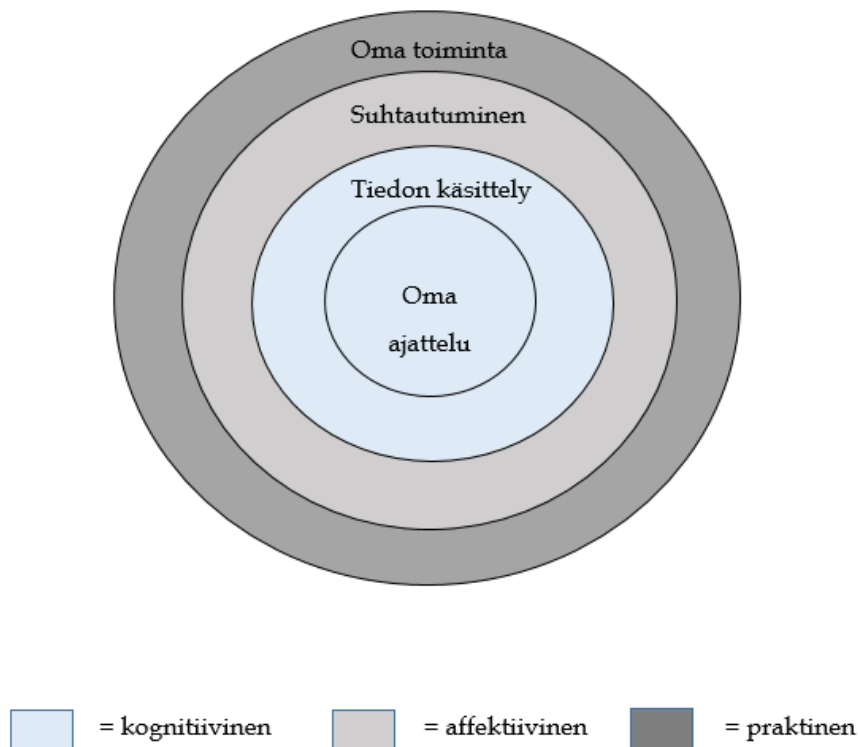 Oma toiminta
Suhtautuminen
Tiedon käsittely
Oma
ajattelu
= kognitiivinen = affektiivinen = praktinen